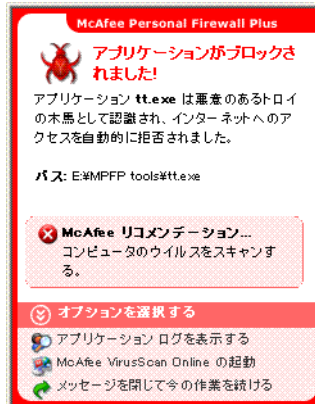 McAfee Personal Firewall Plus
アプリケーションがブロックさ
れました!
アプリケーション tt.exe は悪意のあるトロイ
の木馬として認識され、インターネットへのア
クセスを自動的に拒否されました。
パス: E:¥MPFP tools¥tt.exe
McAfee リコメンデーション...
コンピュータのウイルスをスキャンす
る。
オプションを選択する
アプリケーション ログを表示する
McAfee VirusScan Online の起動
メッセージを閉じて今の作業を続ける